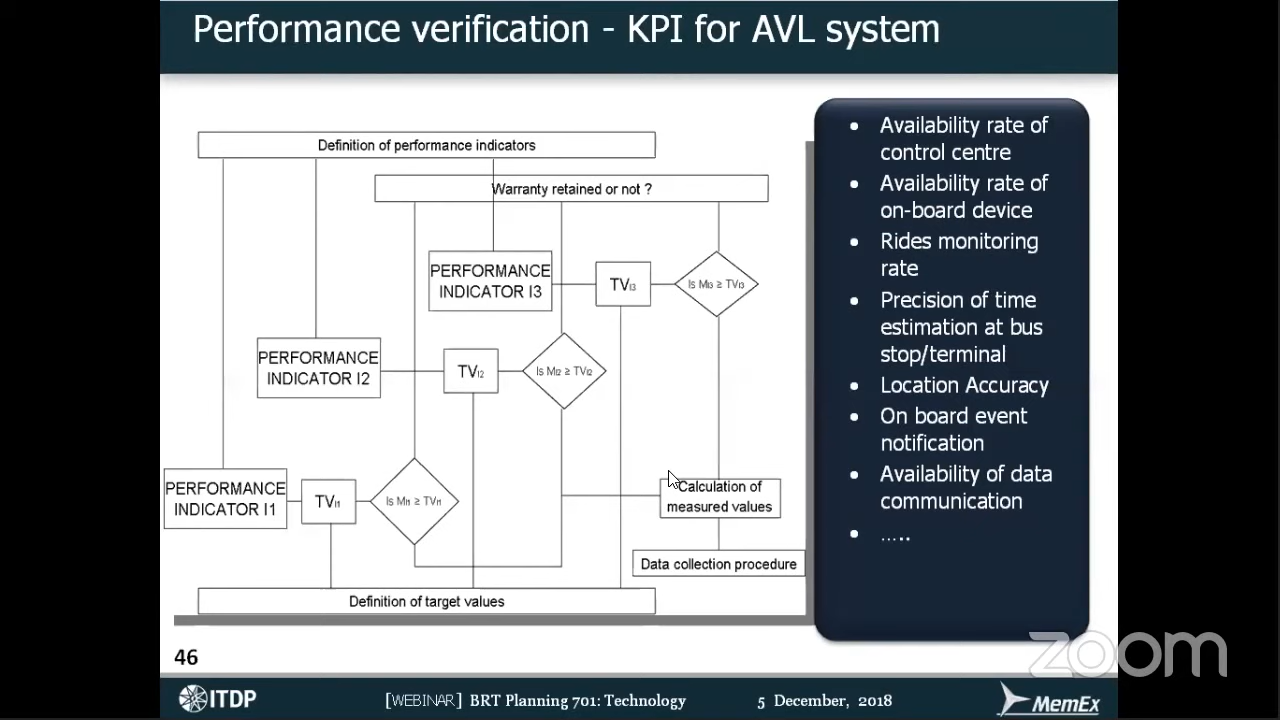 Performance verification - KPI for AVL system
Definition of performance indicators
Warranty retained or not ?
PERFORMANCE
INDICATOR I3
TVI3
Is MI3 ≥ TVI3
PERFORMANCE
INDICATOR I2
TVI2
Is MI2 ≥ TVI2
PERFORMANCE
INDICATOR I1
TVI1
Is MI1 ≥ TVI1
Calculation of
measured values
Data collection procedure
Definition of target values
• Availability rate of
control centre
• Availability rate of
on-board device
• Rides monitoring
rate
• Precision of time
estimation at bus
stop/terminal
• Location Accuracy
• On board event
notification
• Availability of data
communication
• .....
46
zoom
ITDP
[WEBINAR] BRT Planning 701: Technology
5 December, 2018
MemEx